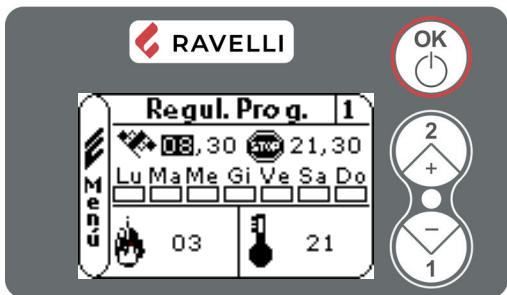 RAVELLI
OK
Regul. Prog. 1
08,30 STOP 21,30
Lu Ma Me Gi Ve Sa Do
Menú
03 21
2
+
−
1